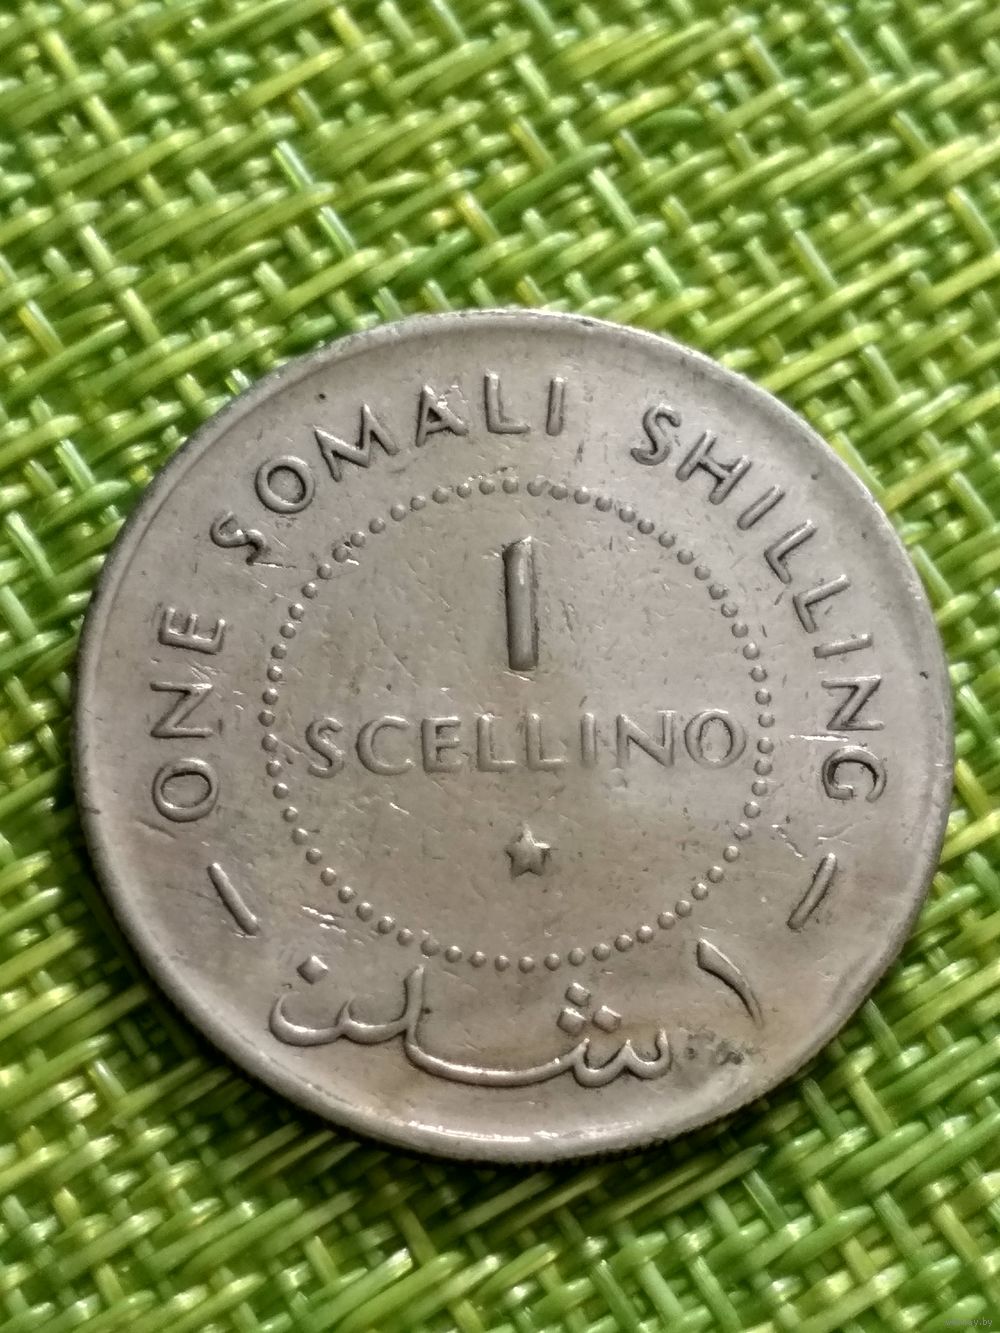 ONE SOMALI SHILLING
1
SCELLINO
١ شلن